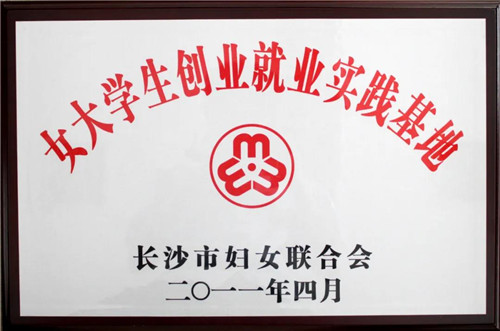 女大学生创业就业实践基地
长沙市妇女联合会
二〇一一年四月